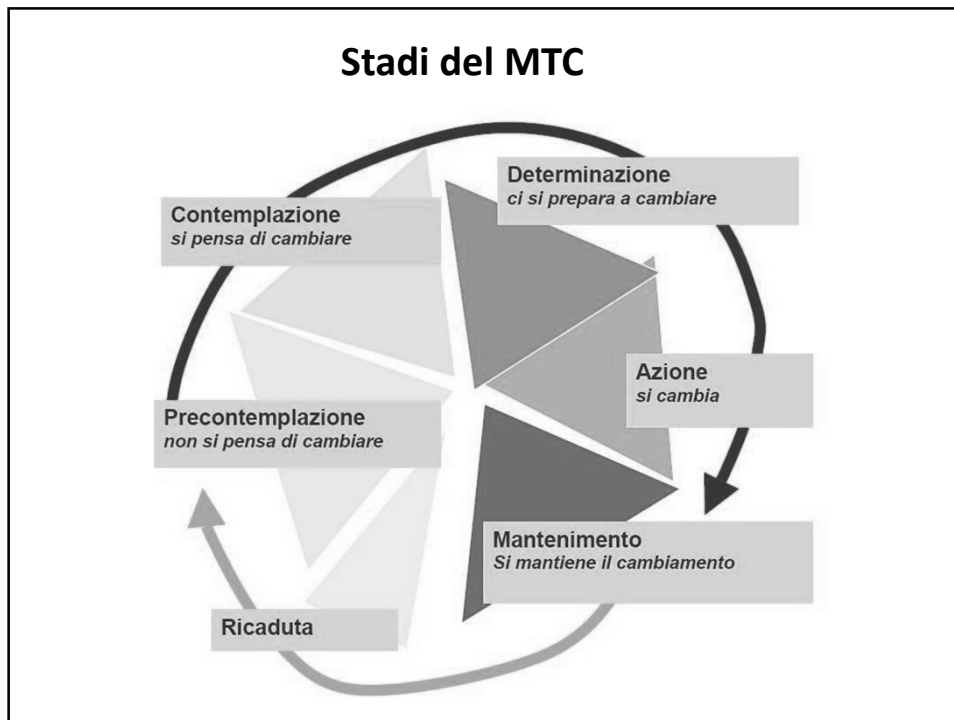 Stadi del MTC
Determinazione
ci si prepara a cambiare
Contemplazione
si pensa di cambiare
Azione
si cambia
Precontemplazione
non si pensa di cambiare
Mantenimento
Si mantiene il cambiamento
Ricaduta